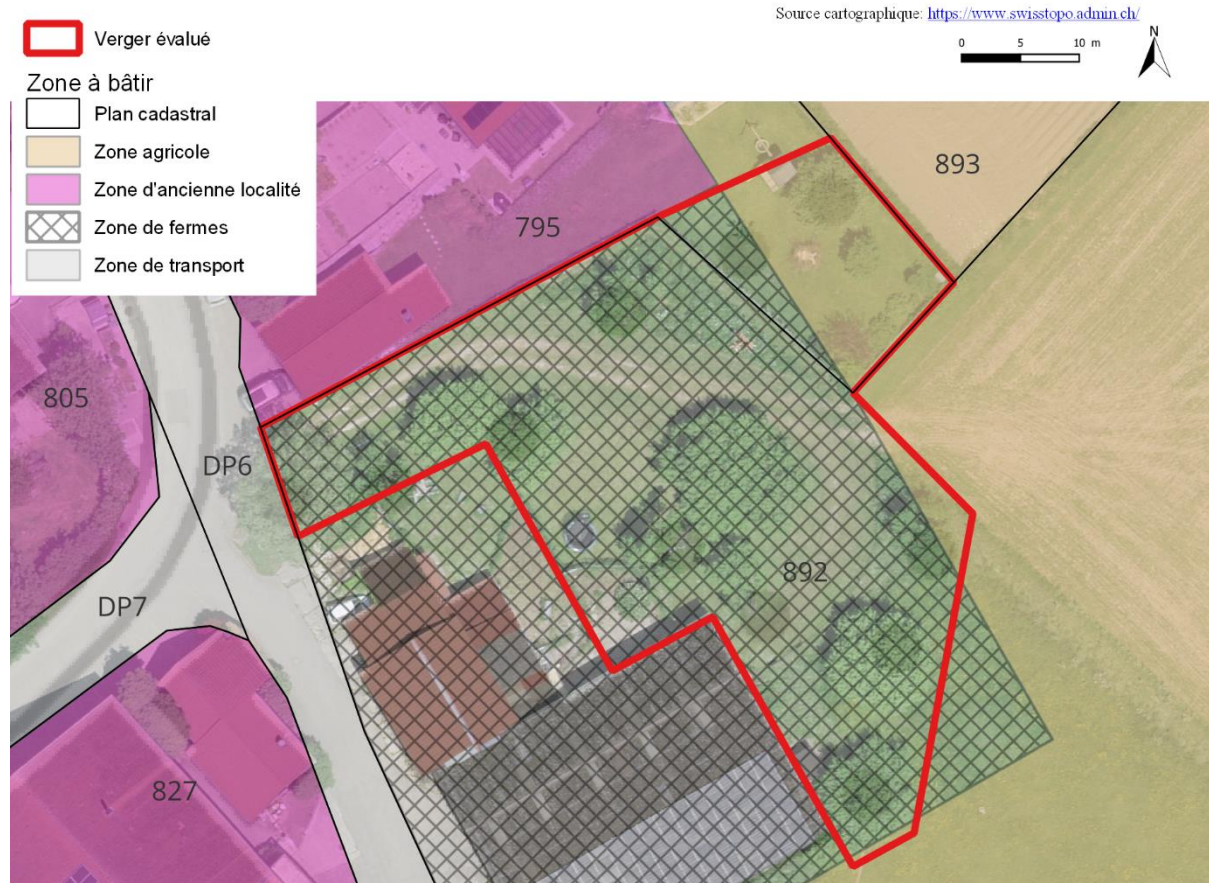 Source cartographique: https://www.swisstopo.admin.ch/
0 5 10 m
N
Verger évalué
Zone à bâtir
Plan cadastral
Zone agricole
Zone d'ancienne localité
Zone de fermes
Zone de transport
893
795
805
DP6
892
DP7
827